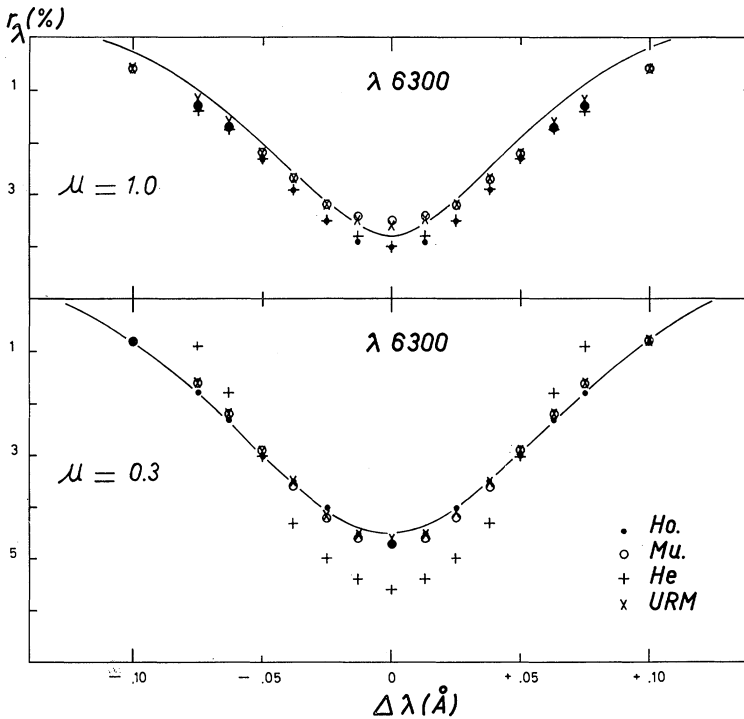 r_λ(%)
λ 6300
1
3
μ = 1.0
λ 6300
1
3
5
μ = 0.3
• Ho.
○ Mu.
+ He
x URM
− .10 − .05 0 + .05 + .10
Δ λ (Å)